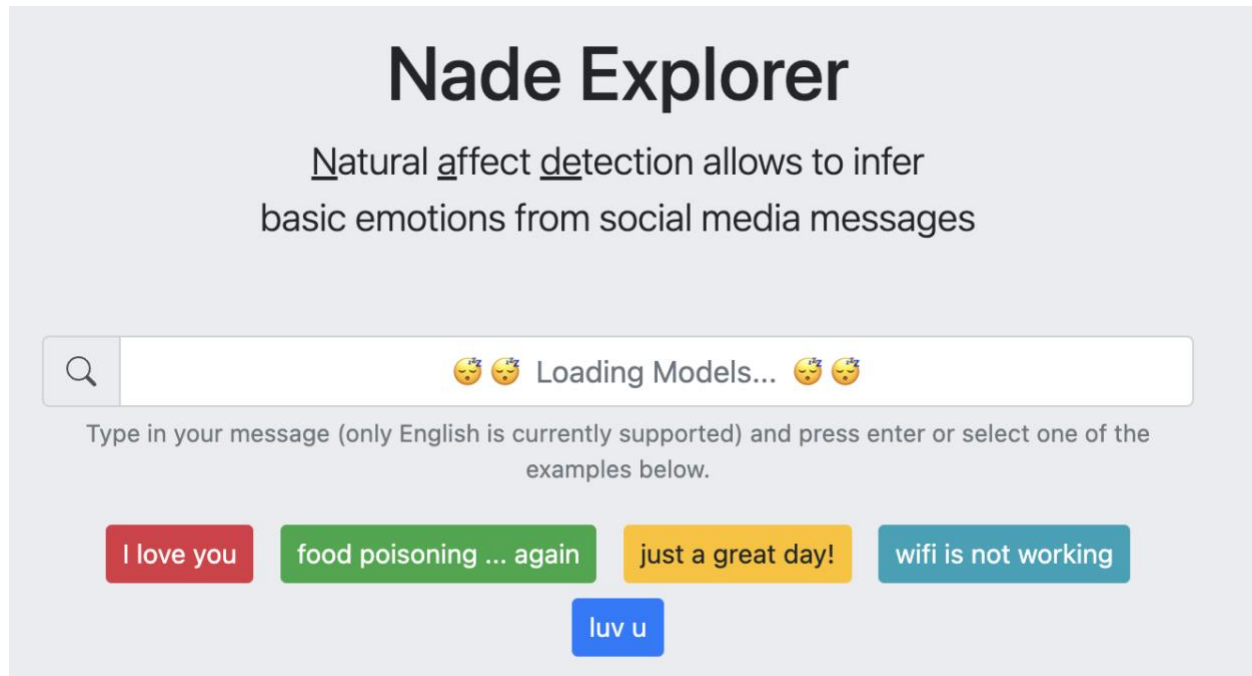 Nade Explorer
Natural affect detection allows to infer
basic emotions from social media messages
😴 😴 Loading Models... 😴 😴
Type in your message (only English is currently supported) and press enter or select one of the
examples below.
I love you food poisoning ... again just a great day! wifi is not working
luv u